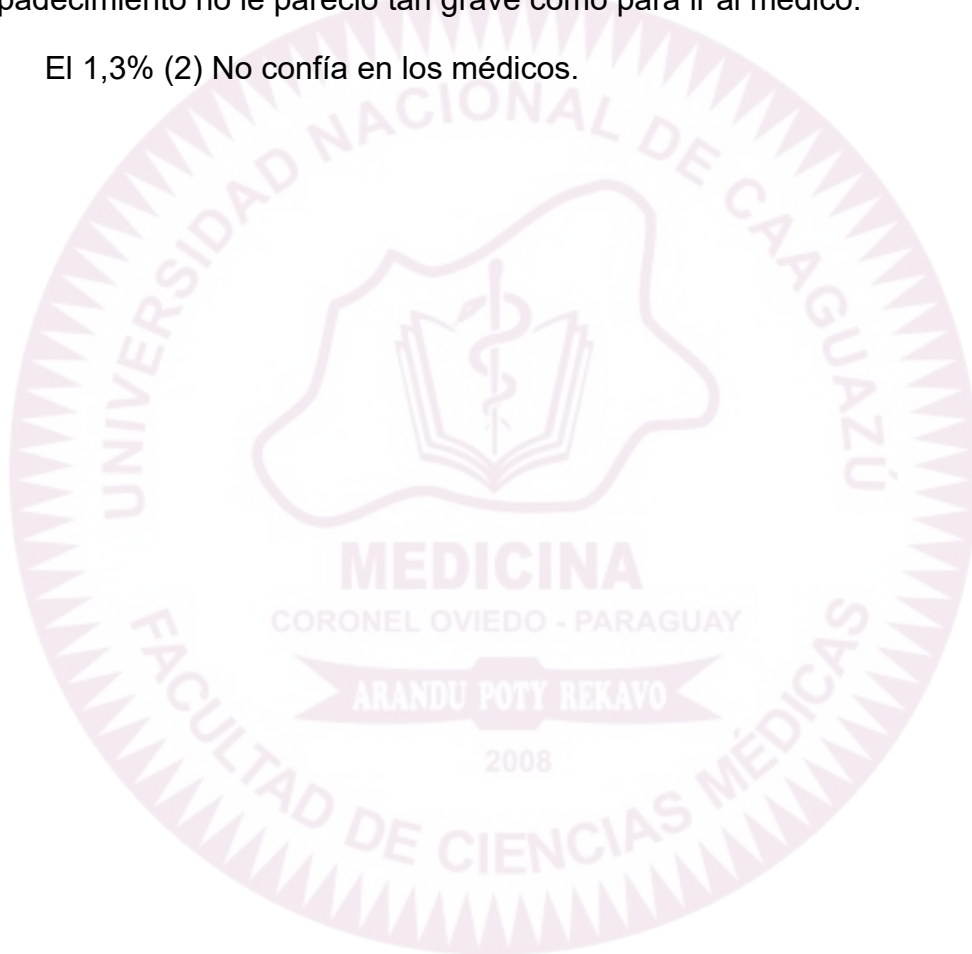 padecimiento no le pareció tan grave como para ir al médico.
El 1,3% (2) No confía en los médicos.
UNIVERSIDAD NACIONAL DE CAAGUAZÚ
MEDICINA
CORONEL OVIEDO - PARAGUAY
ARANDU POTY REKAVO
2008
FACULTAD DE CIENCIAS MÉDICAS